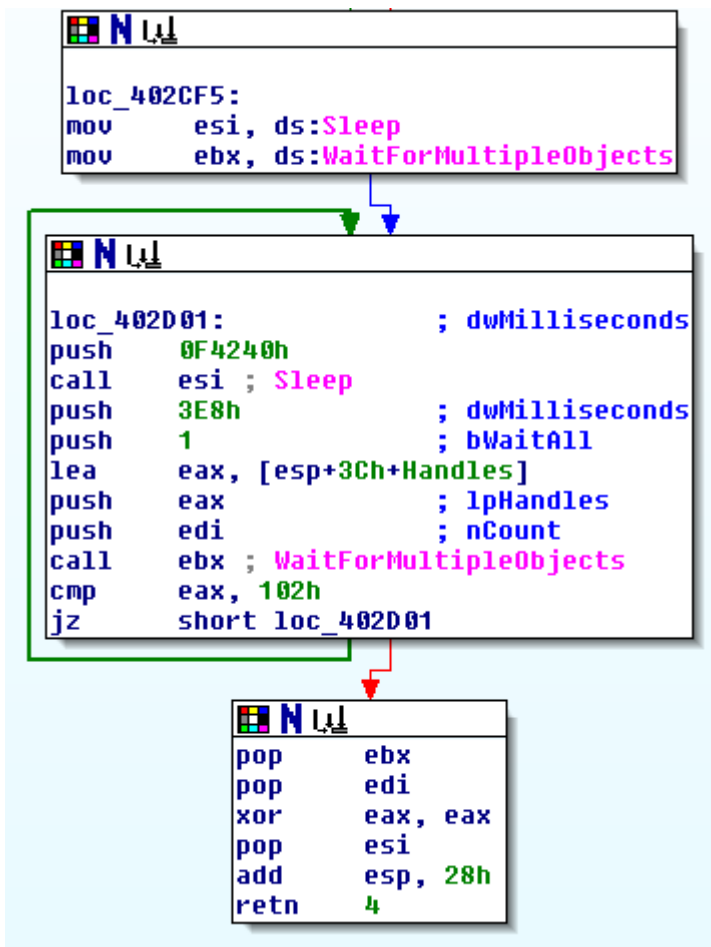 N
loc_402CF5:
mov esi, ds:Sleep
mov ebx, ds:WaitForMultipleObjects
N
loc_402D01: ; dwMilliseconds
push 0F4240h
call esi ; Sleep
push 3E8h ; dwMilliseconds
push 1 ; bWaitAll
lea eax, [esp+3Ch+Handles]
push eax ; lpHandles
push edi ; nCount
call ebx ; WaitForMultipleObjects
cmp eax, 102h
jz short loc_402D01
N
pop ebx
pop edi
xor eax, eax
pop esi
add esp, 28h
retn 4